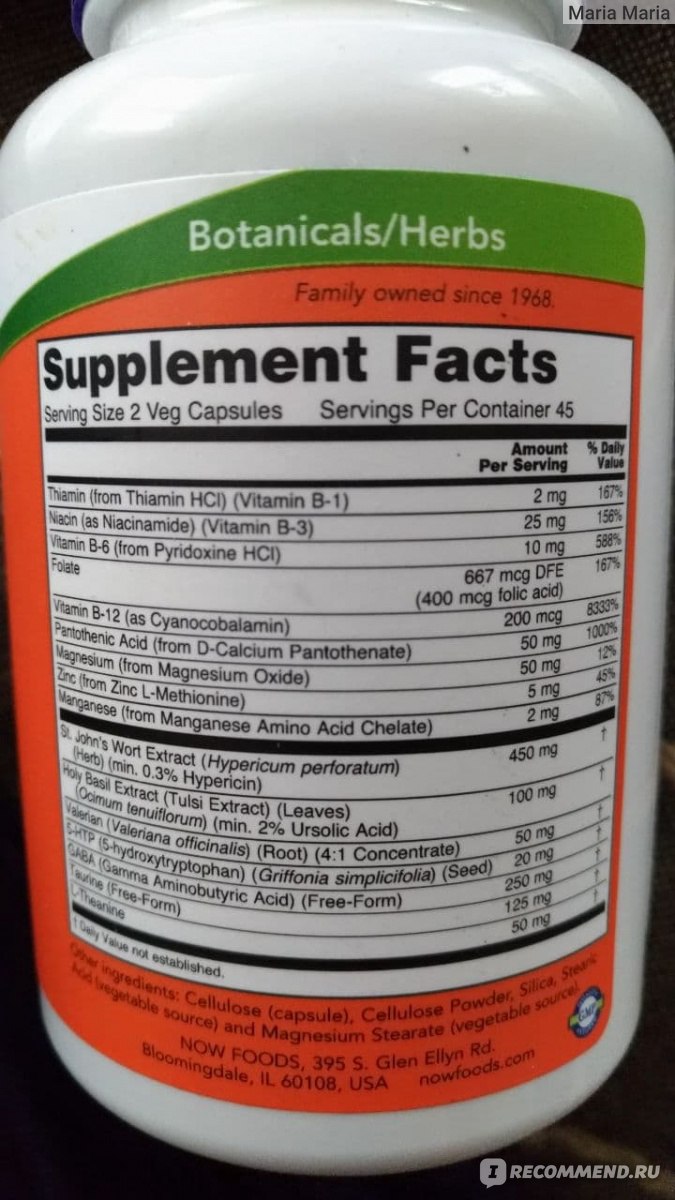 Maria Maria
Botanicals/Herbs
Family owned since 1968.
Supplement Facts
Serving Size 2 Veg Capsules Servings Per Container 45
Amount Per Serving % Daily Value
Thiamin (from Thiamin HCl) (Vitamin B-1) 2 mg 167%
Niacin (as Niacinamide) (Vitamin B-3) 25 mg 156%
Vitamin B-6 (from Pyridoxine HCl) 10 mg 588%
Folate 667 mcg DFE 167%
(400 mcg folic acid)
Vitamin B-12 (as Cyanocobalamin) 200 mcg 8333%
Pantothenic Acid (from D-Calcium Pantothenate) 50 mg 1000%
Magnesium (from Magnesium Oxide) 50 mg 12%
Zinc (from Zinc L-Methionine) 5 mg 45%
Manganese (from Manganese Amino Acid Chelate) 2 mg 87%
St. John's Wort Extract (Hypericum perforatum) 450 mg †
(Herb) (min. 0.3% Hypericin)
Holy Basil Extract (Tulsi Extract) (Leaves) 100 mg †
(Ocimum tenuiflorum) (min. 2% Ursolic Acid)
Valerian (Valeriana officinalis) (Root) (4:1 Concentrate) 50 mg †
5-HTP (5-hydroxytryptophan) (Griffonia simplicifolia) (Seed) 20 mg †
GABA (Gamma Aminobutyric Acid) (Free-Form) 250 mg †
Taurine (Free-Form) 125 mg †
L-Theanine 50 mg †
† Daily Value not established.
Other ingredients: Cellulose (capsule), Cellulose Powder, Silica, Stearic
Acid (vegetable source) and Magnesium Stearate (vegetable source).
NOW FOODS, 395 S. Glen Ellyn Rd.
Bloomingdale, IL 60108, USA nowfoods.com
GMP
IRECOMMEND.RU